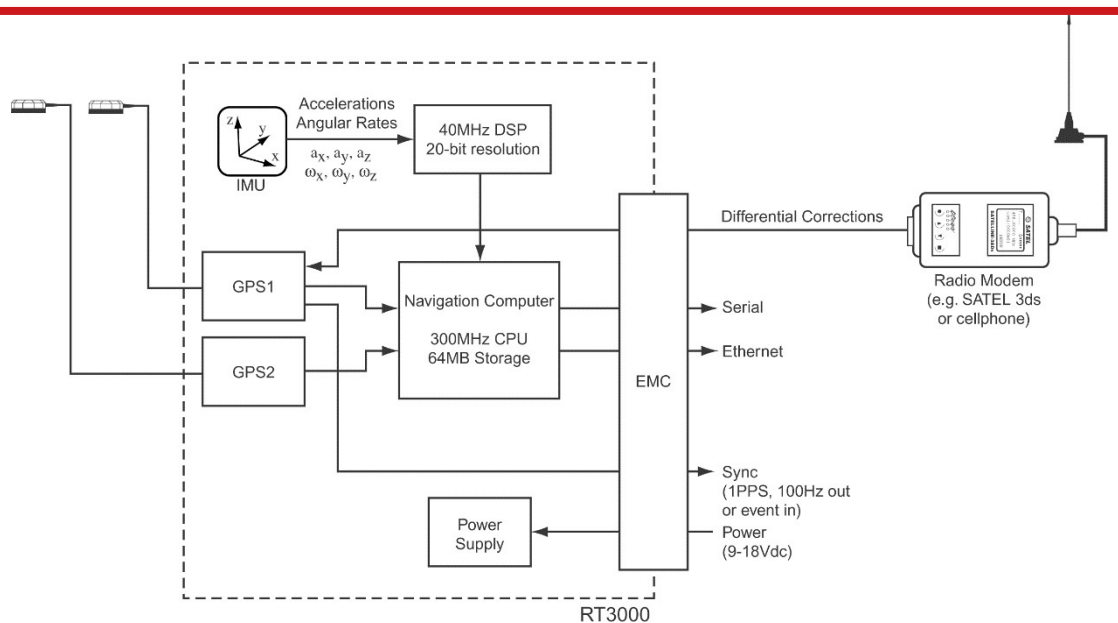 Accelerations
Angular Rates
ax, ay, az
ωx, ωy, ωz
z
y
x
IMU
40MHz DSP
20-bit resolution
Differential Corrections
SATEL
Radio Modem
(e.g. SATEL 3ds
or cellphone)
GPS1
Navigation Computer
300MHz CPU
64MB Storage
GPS2
EMC
Serial
Ethernet
Sync
(1PPS, 100Hz out
or event in)
Power
Supply
Power
(9-18Vdc)
RT3000